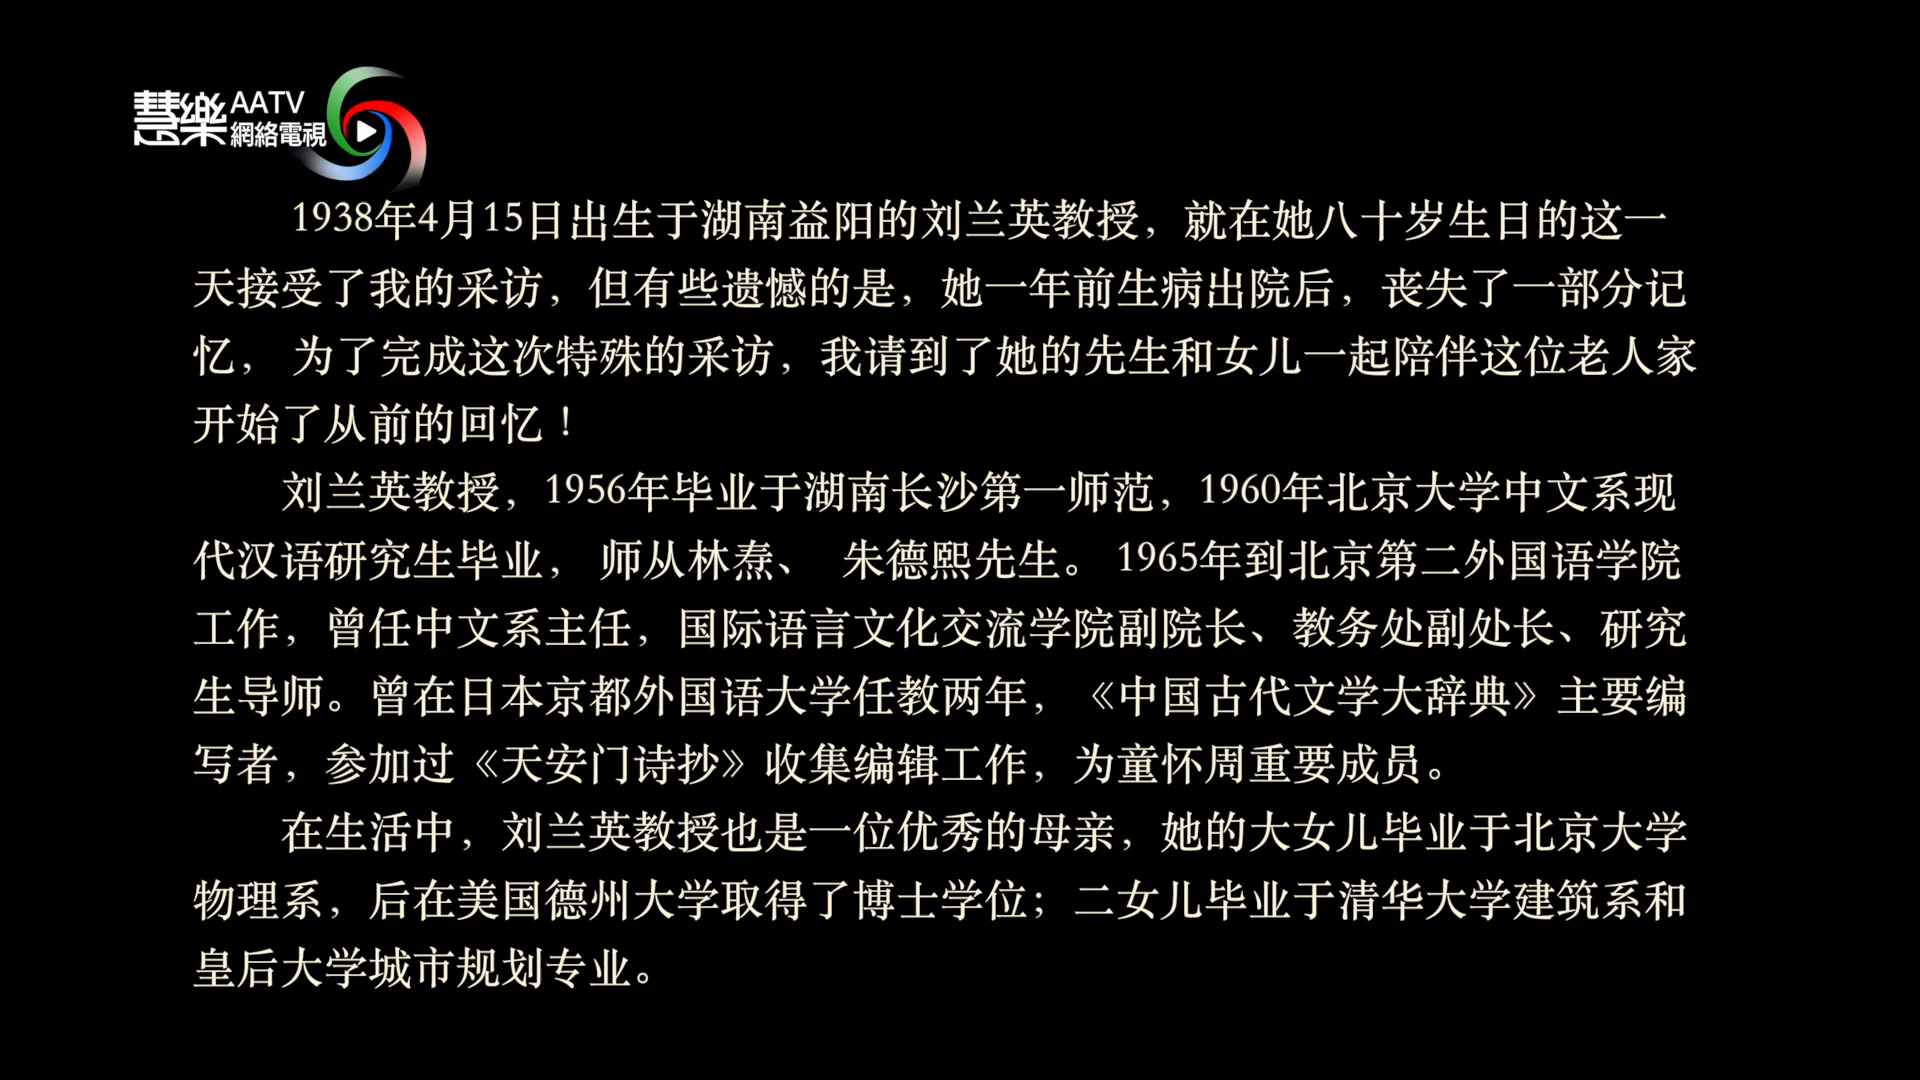 慧樂AATV
網絡電視
1938年4月15日出生于湖南益阳的刘兰英教授，就在她八十岁生日的这一
天接受了我的采访，但有些遗憾的是，她一年前生病出院后，丧失了一部分记
忆， 为了完成这次特殊的采访，我请到了她的先生和女儿一起陪伴这位老人家
开始了从前的回忆！
刘兰英教授，1956年毕业于湖南长沙第一师范，1960年北京大学中文系现
代汉语研究生毕业， 师从林焘、 朱德熙先生。1965年到北京第二外国语学院
工作，曾任中文系主任，国际语言文化交流学院副院长、教务处副处长、研究
生导师。曾在日本京都外国语大学任教两年，《中国古代文学大辞典》主要编
写者，参加过《天安门诗抄》收集编辑工作，为童怀周重要成员。
在生活中，刘兰英教授也是一位优秀的母亲，她的大女儿毕业于北京大学
物理系，后在美国德州大学取得了博士学位；二女儿毕业于清华大学建筑系和
皇后大学城市规划专业。